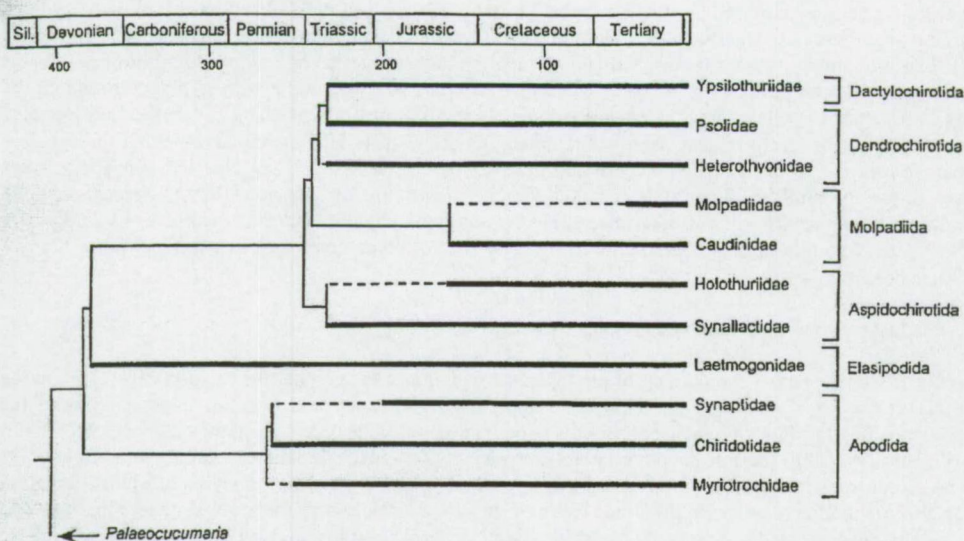 Sil. Devonian Carboniferous Permian Triassic Jurassic Cretaceous Tertiary
400 300 200 100
Ypsilothuriidae
Dactylochirotida
Psolidae
Dendrochirotida
Heterothyonidae
Molpadiidae
Molpadiida
Caudinidae
Holothuriidae
Aspidochirotida
Synallactidae
Laetmogonidae
Elasipodida
Synaptidae
Chiridotidae
Apodida
Myriotrochidae
Palaeocucumaria